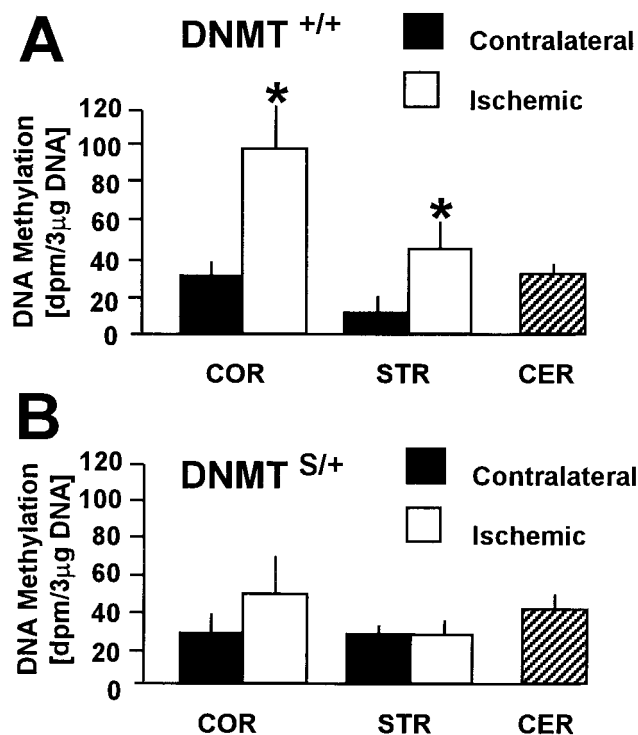 A
DNMT +/+
Contralateral
Ischemic
DNA Methylation
[dpm/3µg DNA]
120
100
80
60
40
20
0
*
*
COR
STR
CER
B
DNMT S/+
Contralateral
Ischemic
DNA Methylation
[dpm/3µg DNA]
120
100
80
60
40
20
0
COR
STR
CER